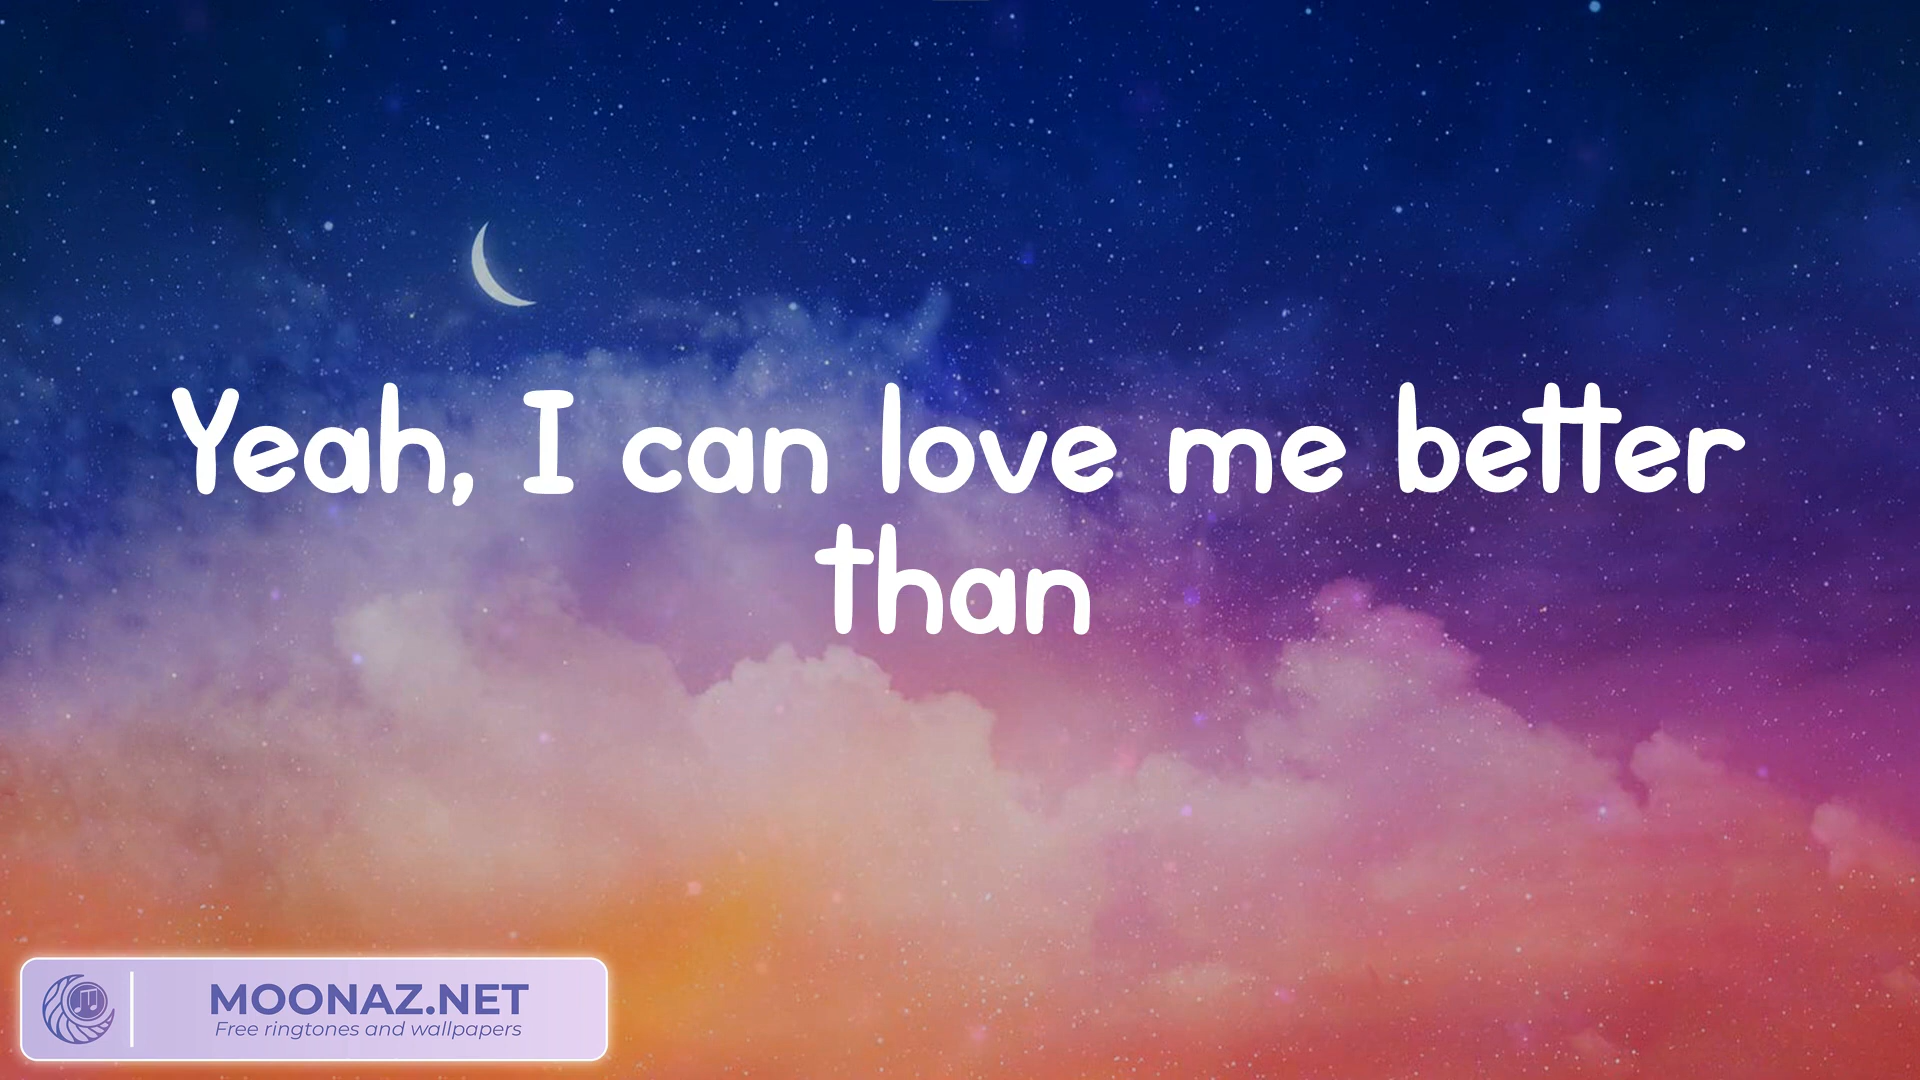 Yeah, I can love me better
than
MOONAZ.NET
Free ringtones and wallpapers